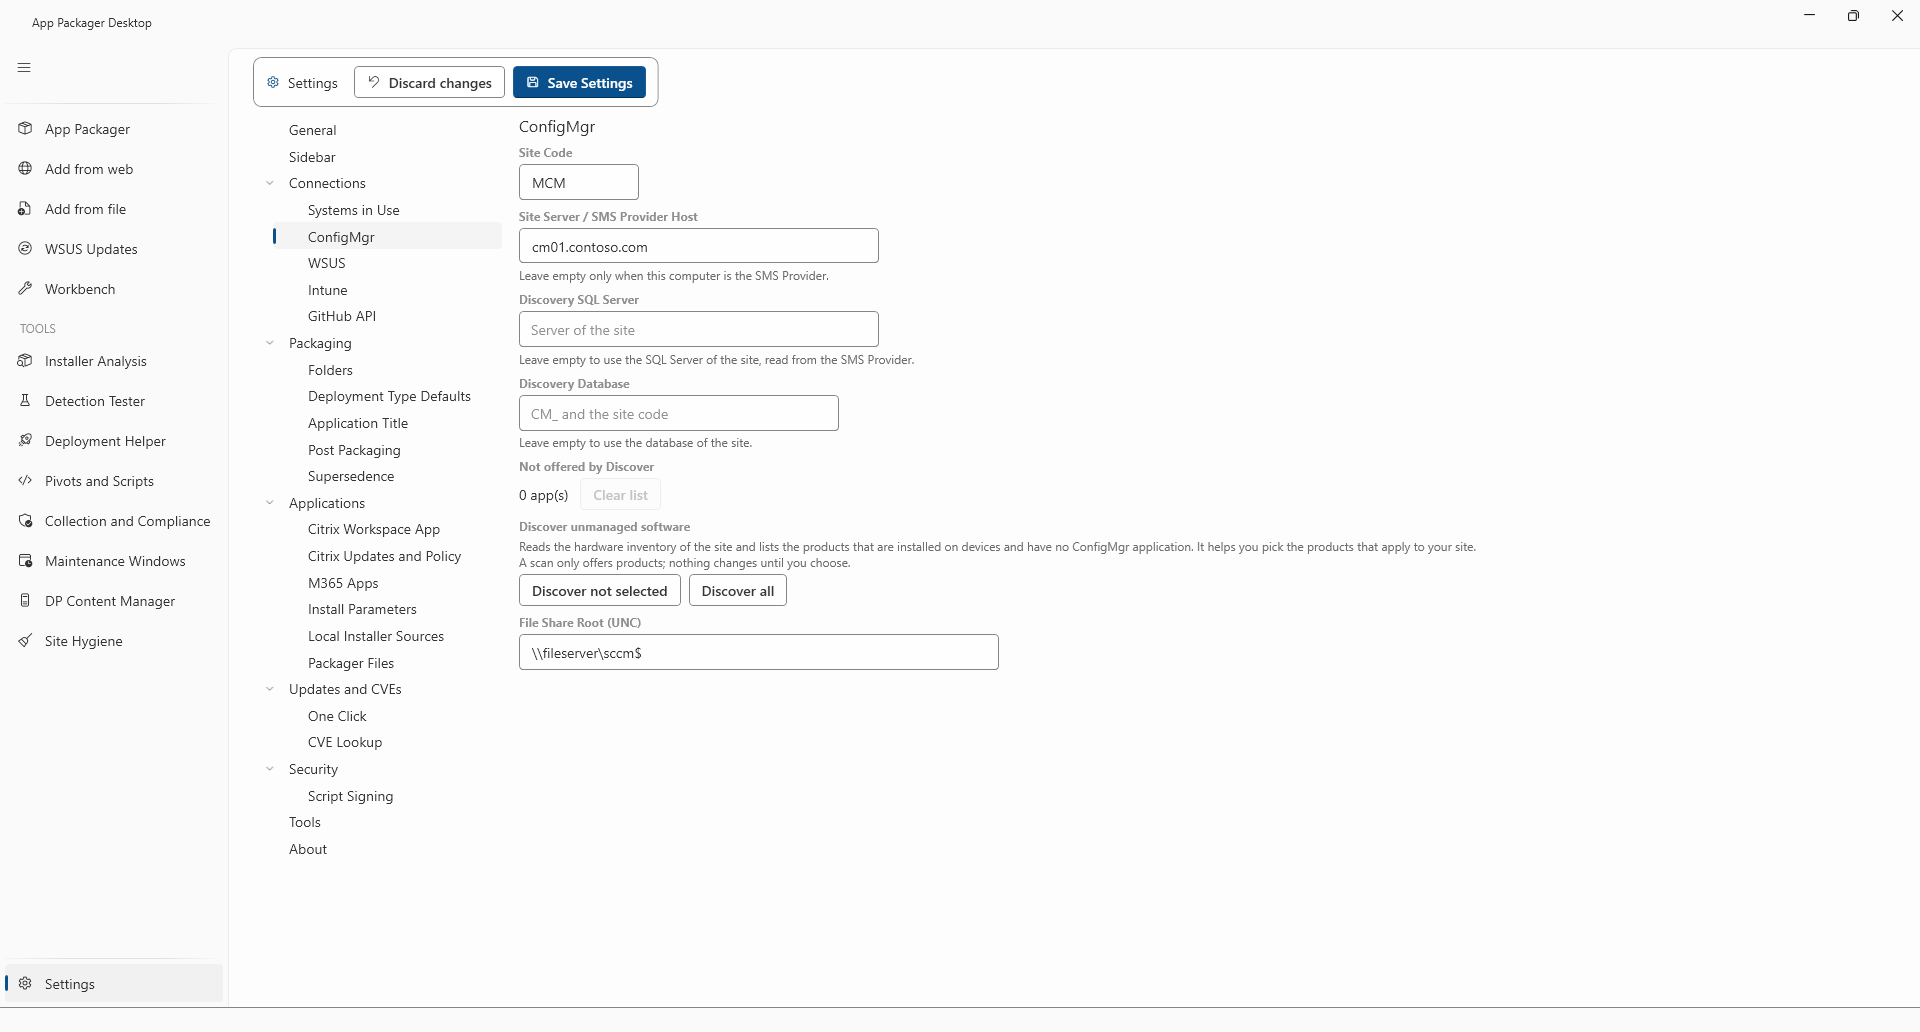 App Packager Desktop
App Packager
Add from web
Add from file
WSUS Updates
Workbench
TOOLS
Installer Analysis
Detection Tester
Deployment Helper
Pivots and Scripts
Collection and Compliance
Maintenance Windows
DP Content Manager
Site Hygiene
Settings
Settings
Discard changes
Save Settings
General
Sidebar
Connections
Systems in Use
ConfigMgr
WSUS
Intune
GitHub API
Packaging
Folders
Deployment Type Defaults
Application Title
Post Packaging
Supersedence
Applications
Citrix Workspace App
Citrix Updates and Policy
M365 Apps
Install Parameters
Local Installer Sources
Packager Files
Updates and CVEs
One Click
CVE Lookup
Security
Script Signing
Tools
About
ConfigMgr
Site Code
MCM
Site Server / SMS Provider Host
cm01.contoso.com
Leave empty only when this computer is the SMS Provider.
Discovery SQL Server
Server of the site
Leave empty to use the SQL Server of the site, read from the SMS Provider.
Discovery Database
CM_ and the site code
Leave empty to use the database of the site.
Not offered by Discover
0 app(s)
Clear list
Discover unmanaged software
Reads the hardware inventory of the site and lists the products that are installed on devices and have no ConfigMgr application. It helps you pick the products that apply to your site.
A scan only offers products; nothing changes until you choose.
Discover not selected
Discover all
File Share Root (UNC)
\\fileserver\sccm$